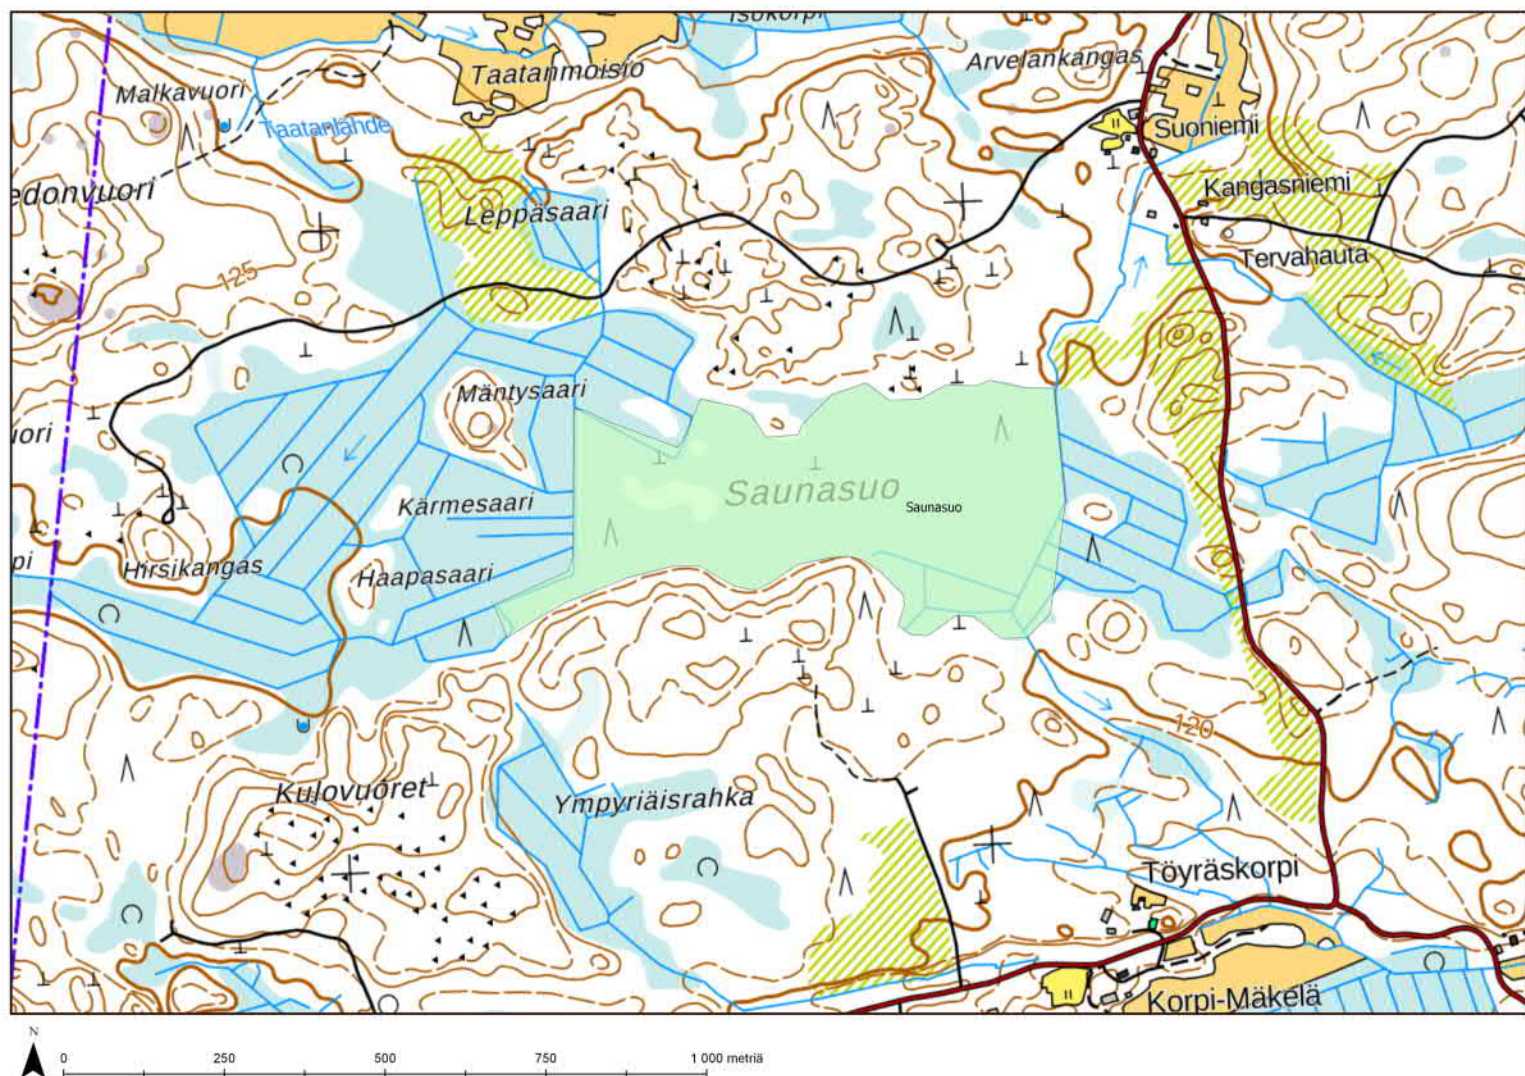 Isokorpi
Taatanmoisio
Arvelankangas
Malkavuori
Taatanlähde
Suoniemi
edonvuori
Leppäsaari
Kangasniemi
Tervahauta
125
Mäntysaari
uori
Kärmesaari
Saunasuo
Saunasuo
pi
Hirsikangas
Haapasaari
120
Kulovuoret
Ympyriäisrahka
Töyräskorpi
Korpi-Mäkelä
N
0 250 500 750 1 000 metriä